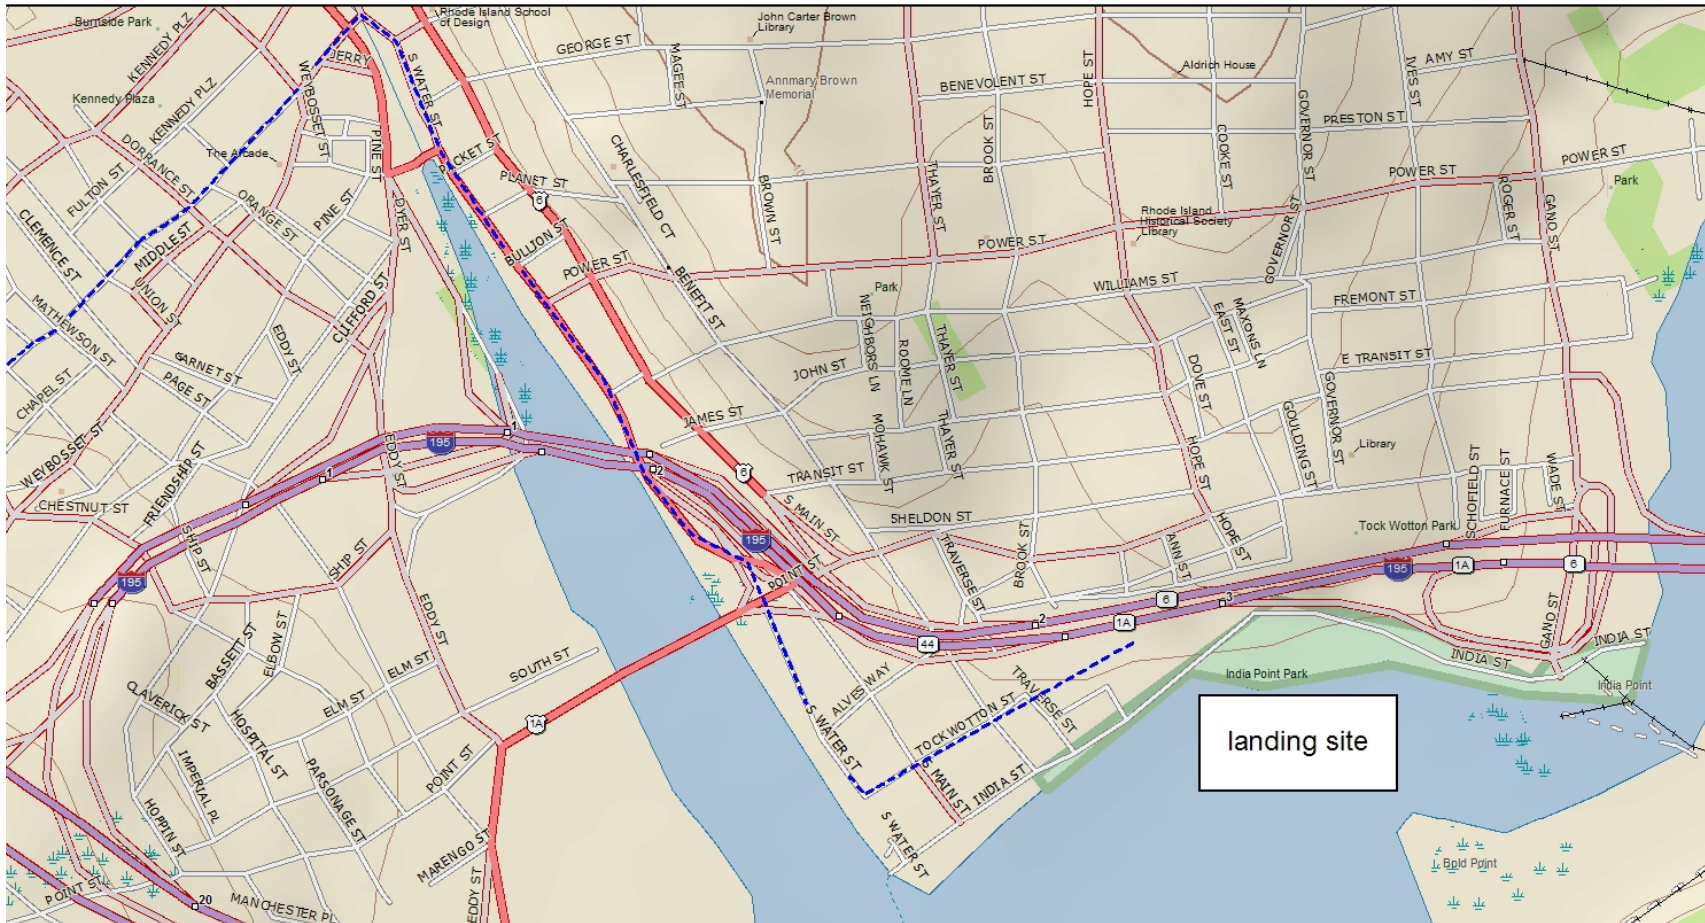 Burnside Park
KENNEDY PLZ
Rhode Island School
of Design
John Carter Brown
Library
GEORGE ST
MAGEE ST
HOPE ST
IVES ST
AMY ST
Aldrich House
BENEVOLENT ST
Annmary Brown
Memorial
WEYBOSSET
S WATER ST
Kennedy Plaza
KENNEDY PLZ
GOVERNOR ST
PRESTON ST
BROOK ST
COOKE ST
DORRANCE ST
The Arcade
WEYBOSSET ST
PINE ST
CHARLESFIELD CT
POWER ST
POWER ST
Park
FULTON ST
ORANGE ST
PINE ST
PLANET ST
6
BROWN ST
THAYER ST
ROGER ST
GANO ST
CLEMENCE ST
MIDDLE ST
DYER ST
BULLION ST
Rhode Island
Historical Society
Library
POWER ST
POWER ST
GOVERNOR ST
UNION ST
CLIFFORD ST
BENEFIT ST
Park
WILLIAMS ST
FREMONT ST
MATHEWSON ST
EDDY ST
NEIGHBORS LN
EAST ST
MAXONS LN
GARNET ST
ROOME LN
THAYER ST
E TRANSIT ST
CHAPEL ST
PAGE ST
JOHN ST
DOVE ST
GOVERNOR ST
JAMES ST
MOHAWK ST
THAYER ST
GOULDING ST
Library
WEYBOSSET ST
195
1
2
TRANSIT ST
6
HOPE ST
SCHOFIELD ST
FURNACE ST
WADE ST
EDDY ST
1
CHESTNUT ST
FRIENDSHIP ST
S MAIN ST
SHELDON ST
HOPE ST
Tock Wotton Park
SHIP ST
SHIP ST
195
TRAVERSE ST
BROOK ST
ANN ST
195
POINT ST
195
1A
6
EDDY ST
6
3
2
1A
BASSETT ST
ELBOW ST
44
GANO ST
INDIA ST
INDIA ST
ELM ST
SOUTH ST
ALVES WAY
TRAVERSE ST
India Point Park
India Point
CLAVERICK ST
ELM ST
HOSPITAL ST
1A
S WATER ST
TOCKWOTTON ST
landing site
IMPERIAL PL
PARSONAGE ST
POINT ST
S MAIN ST
INDIA ST
HOPPIN ST
MARENGO ST
S WATER ST
Bold Point
POINT ST
20
MANCHESTER PL
EDDY ST